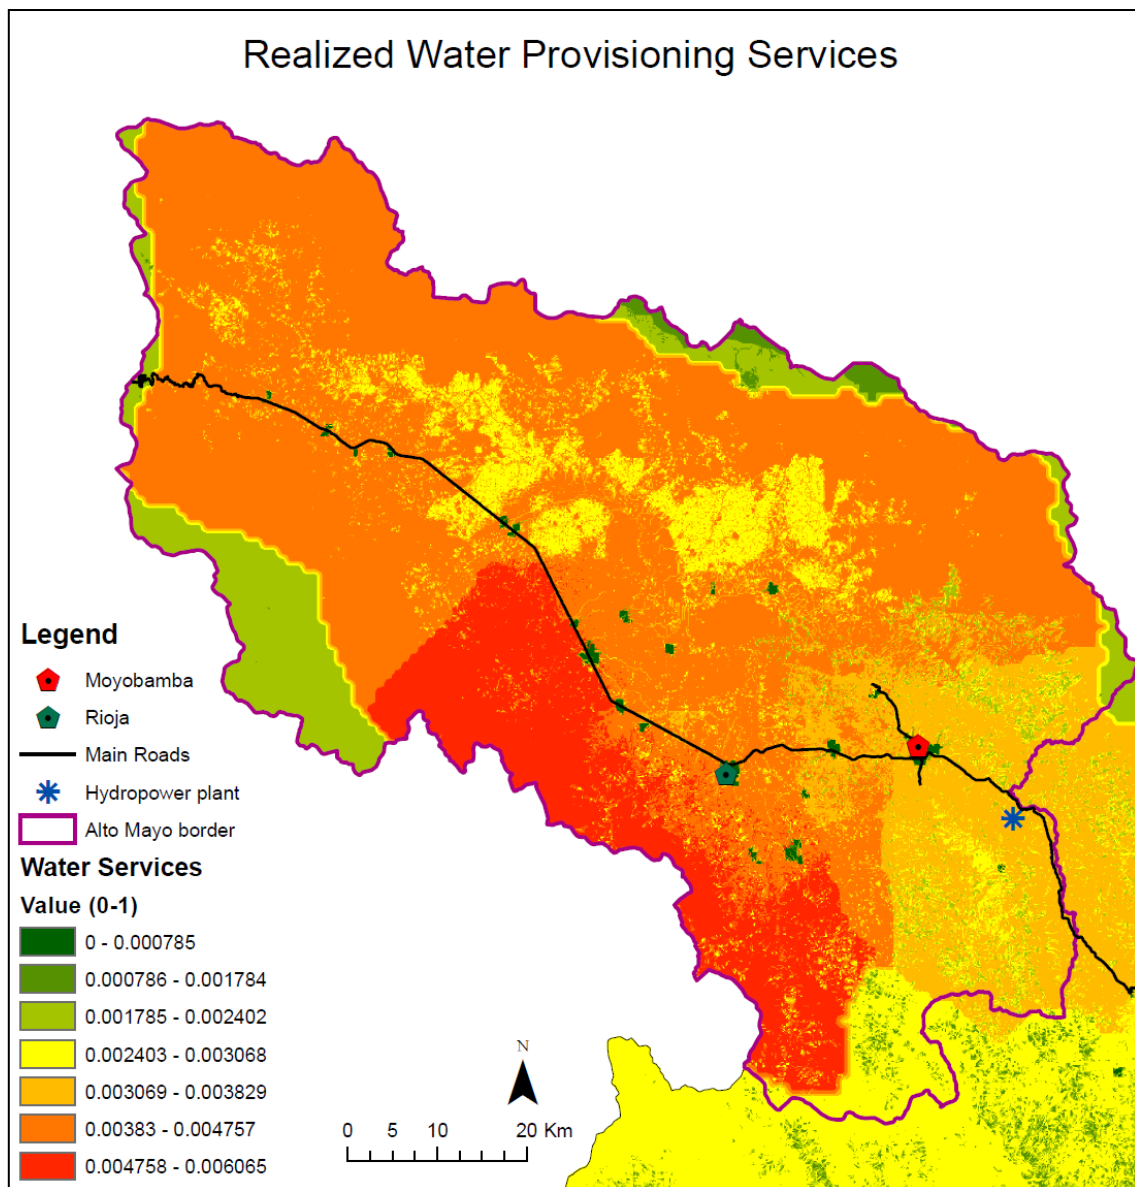 Realized Water Provisioning Services
Legend
Moyobamba
Rioja
Main Roads
Hydropower plant
Alto Mayo border
Water Services
Value (0-1)
0 - 0.000785
0.000786 - 0.001784
0.001785 - 0.002402
0.002403 - 0.003068
0.003069 - 0.003829
0.00383 - 0.004757
0.004758 - 0.006065
N
0 5 10 20 Km